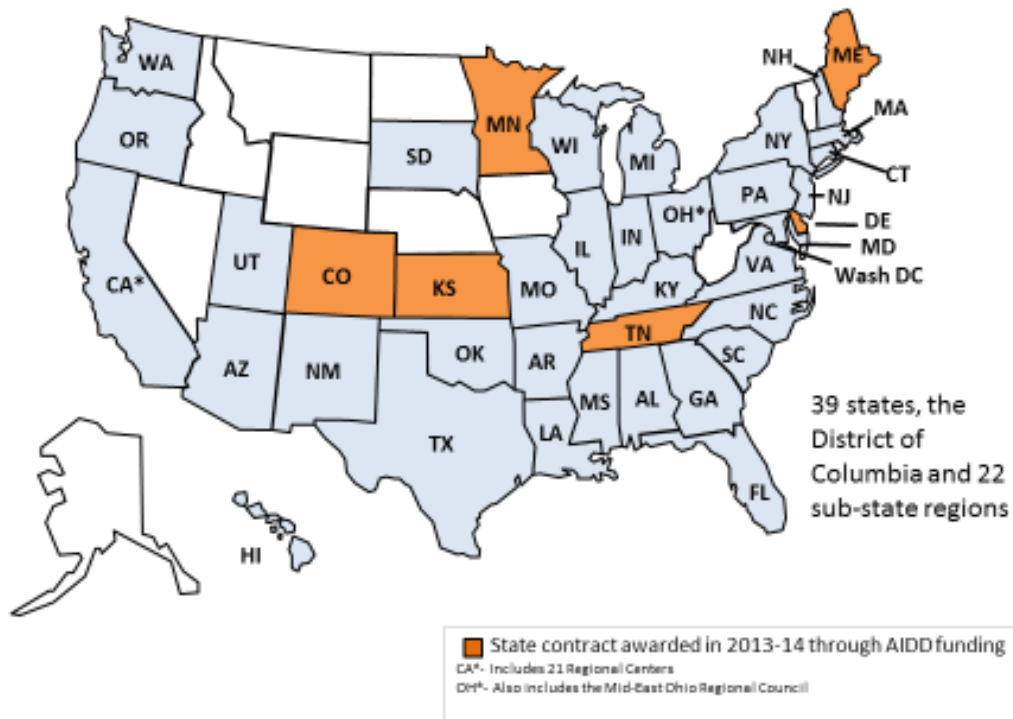 WA
OR
CA*
UT
AZ
NM
CO
KS
SD
MN
OK
TX
MO
AR
LA
WI
IL
IN
MI
OH*
KY
TN
MS
AL
GA
FL
SC
NC
VA
PA
NY
NH
ME
MA
CT
NJ
DE
MD
Wash DC
HI
39 states, the
District of
Columbia and 22
sub-state regions
State contract awarded in 2013-14 through AIDD funding
CA*- Includes 21 Regional Centers
OH*- Also Includes the Mid-East Ohio Regional Council